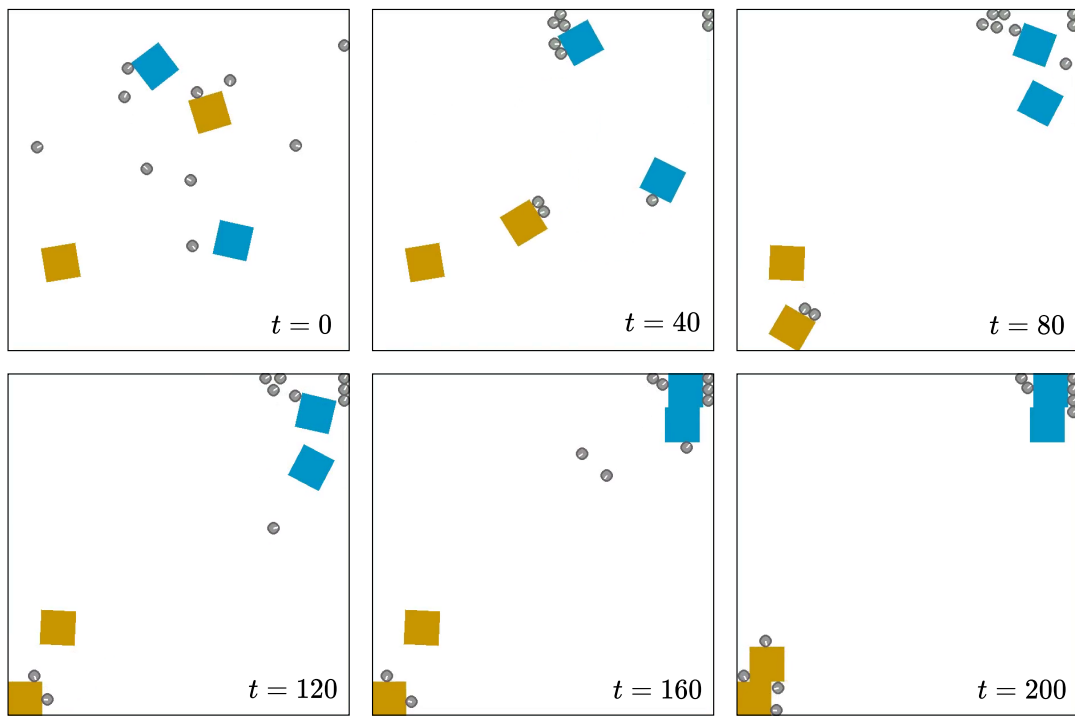 t = 0
t = 40
t = 80
t = 120
t = 160
t = 200